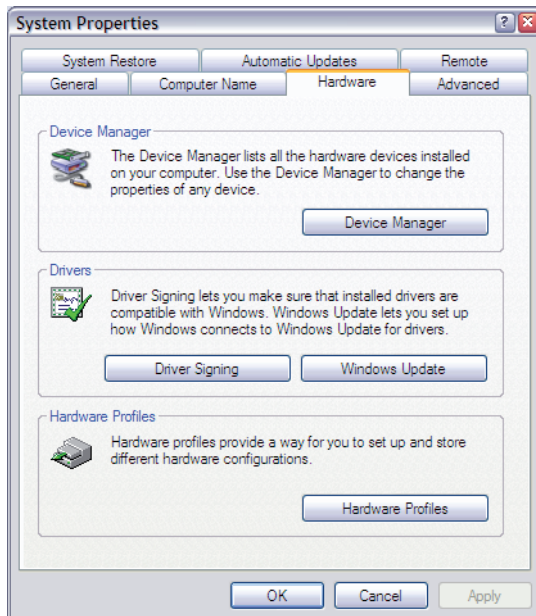 System Properties
System Restore Automatic Updates Remote
General Computer Name Hardware Advanced
Device Manager
The Device Manager lists all the hardware devices installed
on your computer. Use the Device Manager to change the
properties of any device.
Device Manager
Drivers
Driver Signing lets you make sure that installed drivers are
compatible with Windows. Windows Update lets you set up
how Windows connects to Windows Update for drivers.
Driver Signing Windows Update
Hardware Profiles
Hardware profiles provide a way for you to set up and store
different hardware configurations.
Hardware Profiles
OK Cancel Apply